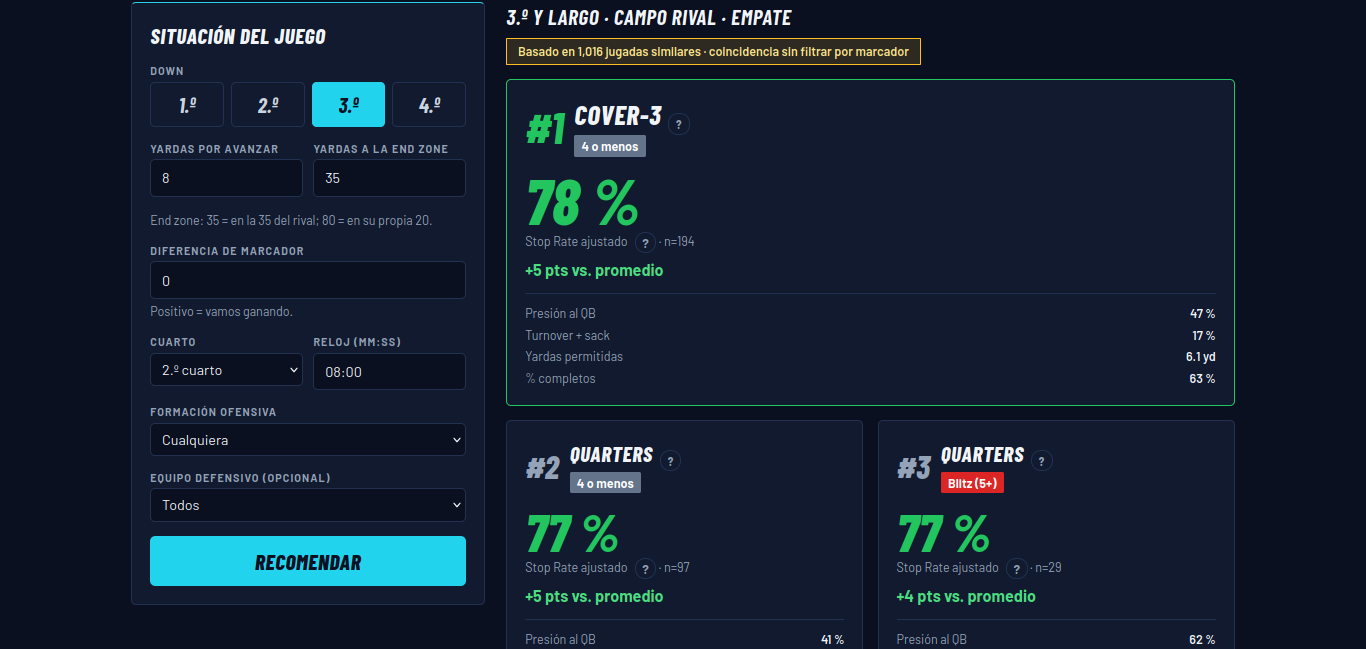 SITUACIÓN DEL JUEGO
DOWN
1.º 2.º 3.º 4.º
YARDAS POR AVANZAR YARDAS A LA END ZONE
8 35
End zone: 35 = en la 35 del rival; 80 = en su propia 20.
DIFERENCIA DE MARCADOR
0
Positivo = vamos ganando.
CUARTO RELOJ (MM:SS)
2.º cuarto 08:00
FORMACIÓN OFENSIVA
Cualquiera
EQUIPO DEFENSIVO (OPCIONAL)
Todos
RECOMENDAR
3.º Y LARGO · CAMPO RIVAL · EMPATE
Basado en 1,016 jugadas similares · coincidencia sin filtrar por marcador
#1 COVER-3 ?
4 o menos
78 %
Stop Rate ajustado ? · n=194
+5 pts vs. promedio
Presión al QB 47 %
Turnover + sack 17 %
Yardas permitidas 6.1 yd
% completos 63 %
#2 QUARTERS ?
4 o menos
77 %
Stop Rate ajustado ? · n=97
+5 pts vs. promedio
Presión al QB 41 %
#3 QUARTERS ?
Blitz (5+)
77 %
Stop Rate ajustado ? · n=29
+4 pts vs. promedio
Presión al QB 62 %